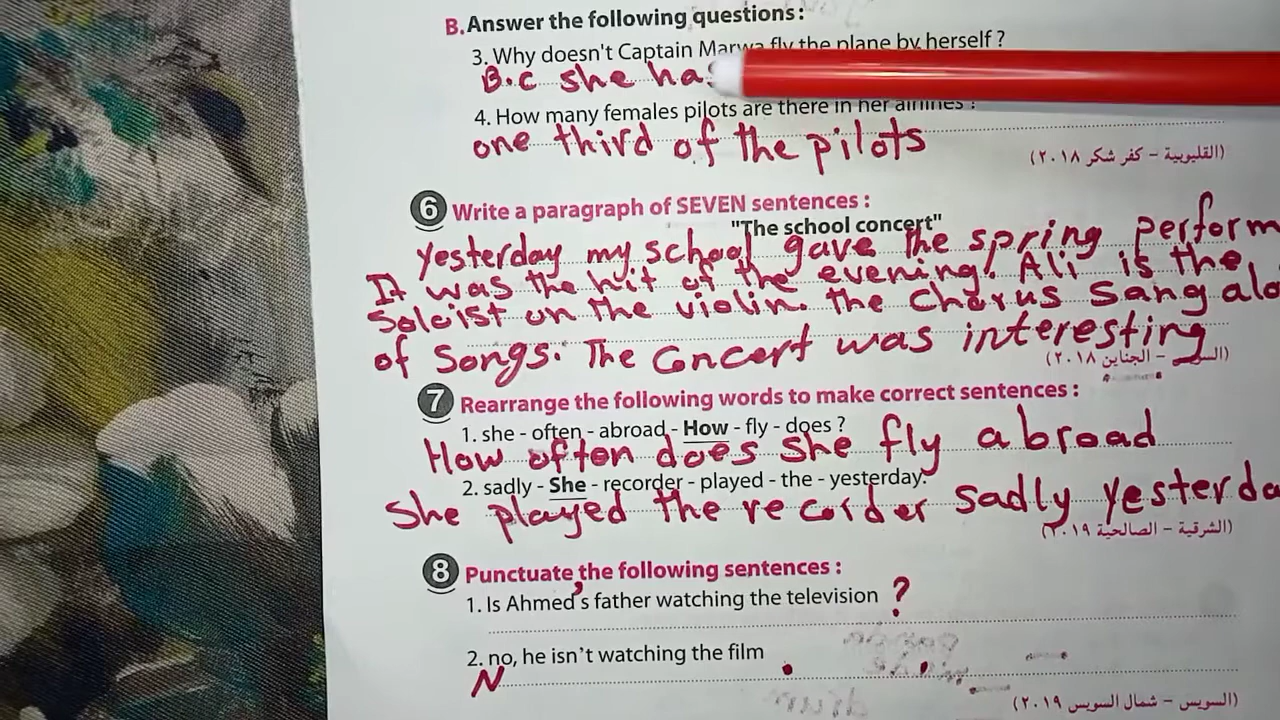 B. Answer the following questions:
3. Why doesn't Captain Marwa fly the plane by herself ?
B.c she has
4. How many females pilots are there in her airlines ?
one third of the pilots
(القليوبية - كفر شكر ٢٠١٨)
6 Write a paragraph of SEVEN sentences :
"The school concert"
Yesterday my school gave the spring perform
It was the hit of the evening. Ali is the
Soloist on the violin. the Chorus Sang alo
of Songs. The Concert was interesting
(السويس - الجناين ٢٠١٨)
7 Rearrange the following words to make correct sentences :
1. she - often - abroad - How - fly - does ?
How often does she fly abroad
2. sadly - She - recorder - played - the - yesterday.
She played the recorder sadly yesterda
(الشرقية - الصالحية ٢٠١٩)
8 Punctuate the following sentences :
1. Is Ahmed's father watching the television ?
2. no, he isn't watching the film .
N
(السويس - شمال السويس ٢٠١٩)